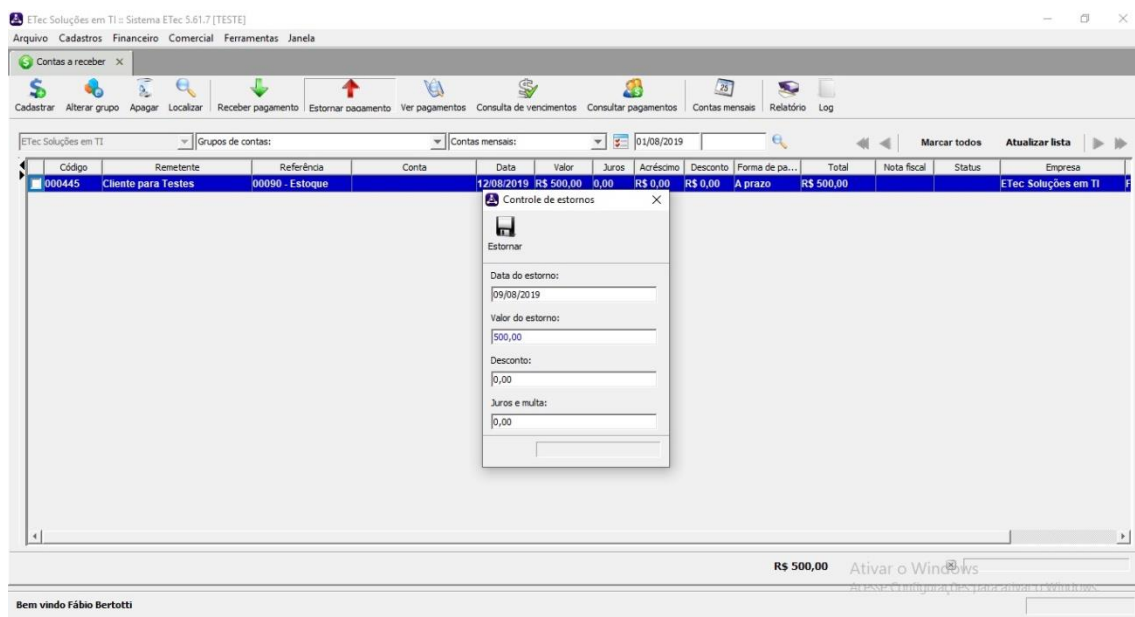 ETec Soluções em TI :: Sistema ETec 5.61.7 [TESTE]
Arquivo Cadastros Financeiro Comercial Ferramentas Janela
Contas a receber
Cadastrar Alterar grupo Apagar Localizar Receber pagamento Estornar pagamento Ver pagamentos Consulta de vencimentos Consultar pagamentos Contas mensais Relatório Log
ETec Soluções em TI Grupos de contas: Contas mensais: 01/08/2019 Marcar todos Atualizar lista
Código Remetente Referência Conta Data Valor Juros Acréscimo Desconto Forma de pa... Total Nota fiscal Status Empresa
000445 Cliente para Testes 00090 - Estoque 12/08/2019 R$ 500,00 0,00 R$ 0,00 R$ 0,00 A prazo R$ 500,00 ETec Soluções em TI
Controle de estornos
Estornar
Data do estorno:
09/08/2019
Valor do estorno:
500,00
Desconto:
0,00
Juros e multa:
0,00
R$ 500,00
Ativar o Windows
Acesse Configurações para ativar o Windows.
Bem vindo Fábio Bertotti